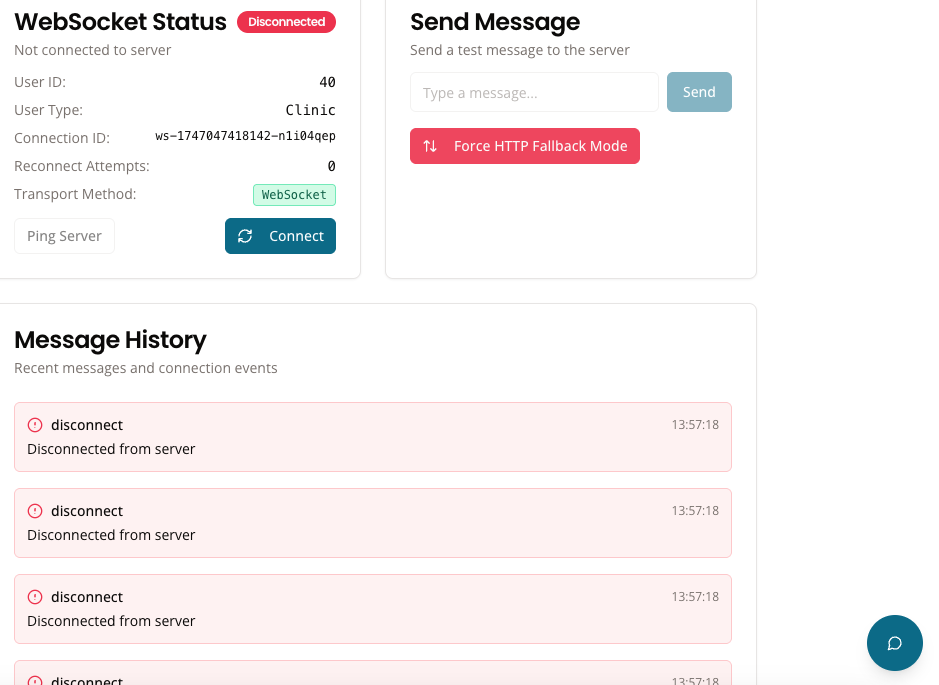 WebSocket Status Disconnected
Not connected to server
User ID: 40
User Type: Clinic
Connection ID: ws-1747047418142-n1i04qep
Reconnect Attempts: 0
Transport Method: WebSocket
Ping Server Connect
Send Message
Send a test message to the server
Type a message... Send
Force HTTP Fallback Mode
Message History
Recent messages and connection events
disconnect 13:57:18
Disconnected from server
disconnect 13:57:18
Disconnected from server
disconnect 13:57:18
Disconnected from server
disconnect 13:57:18